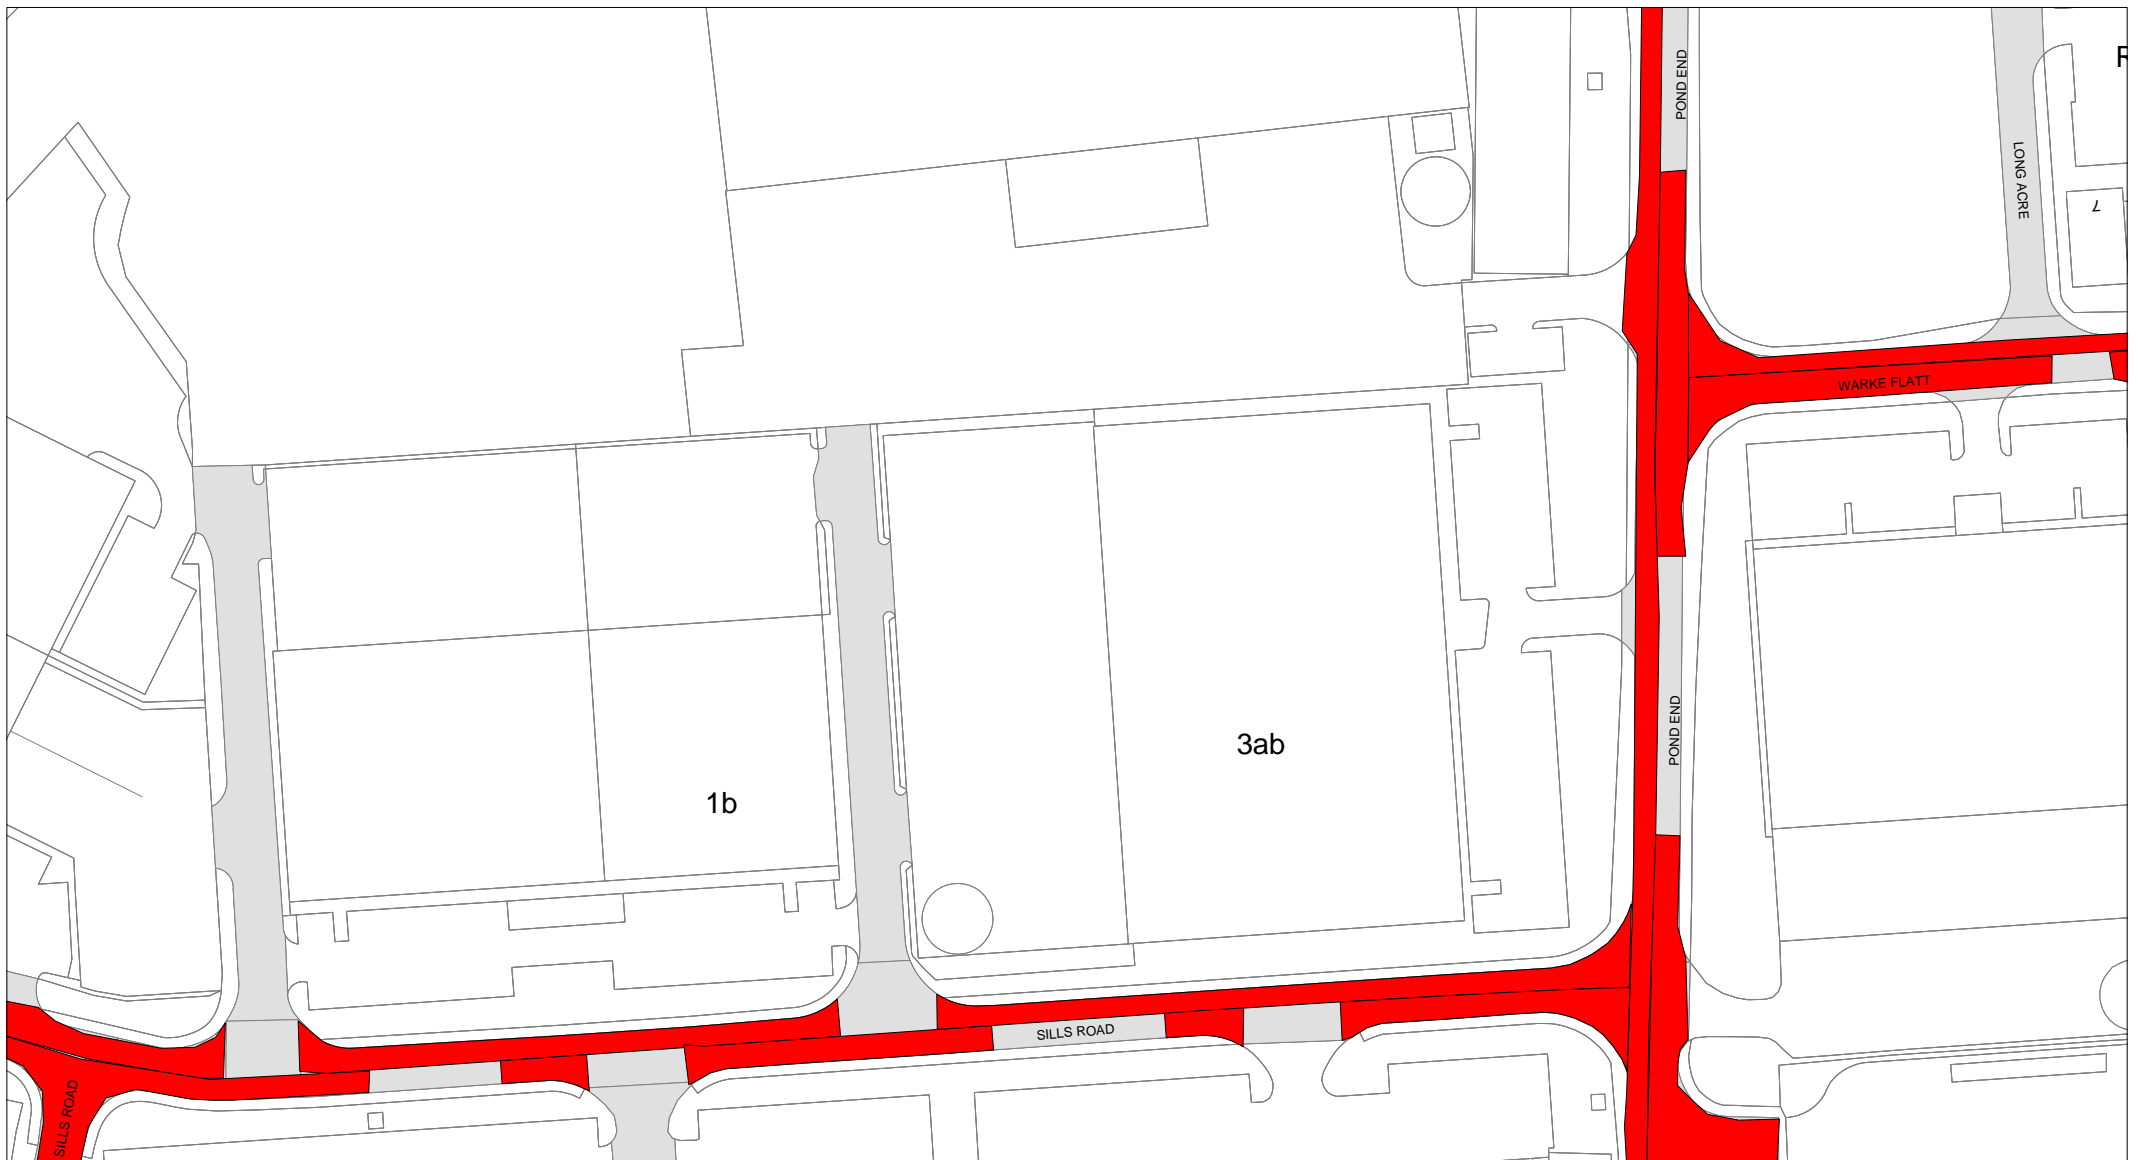 POND END
LONG ACRE
7
WARKE FLATT
POND END
3ab
1b
SILLS ROAD
SILLS ROAD